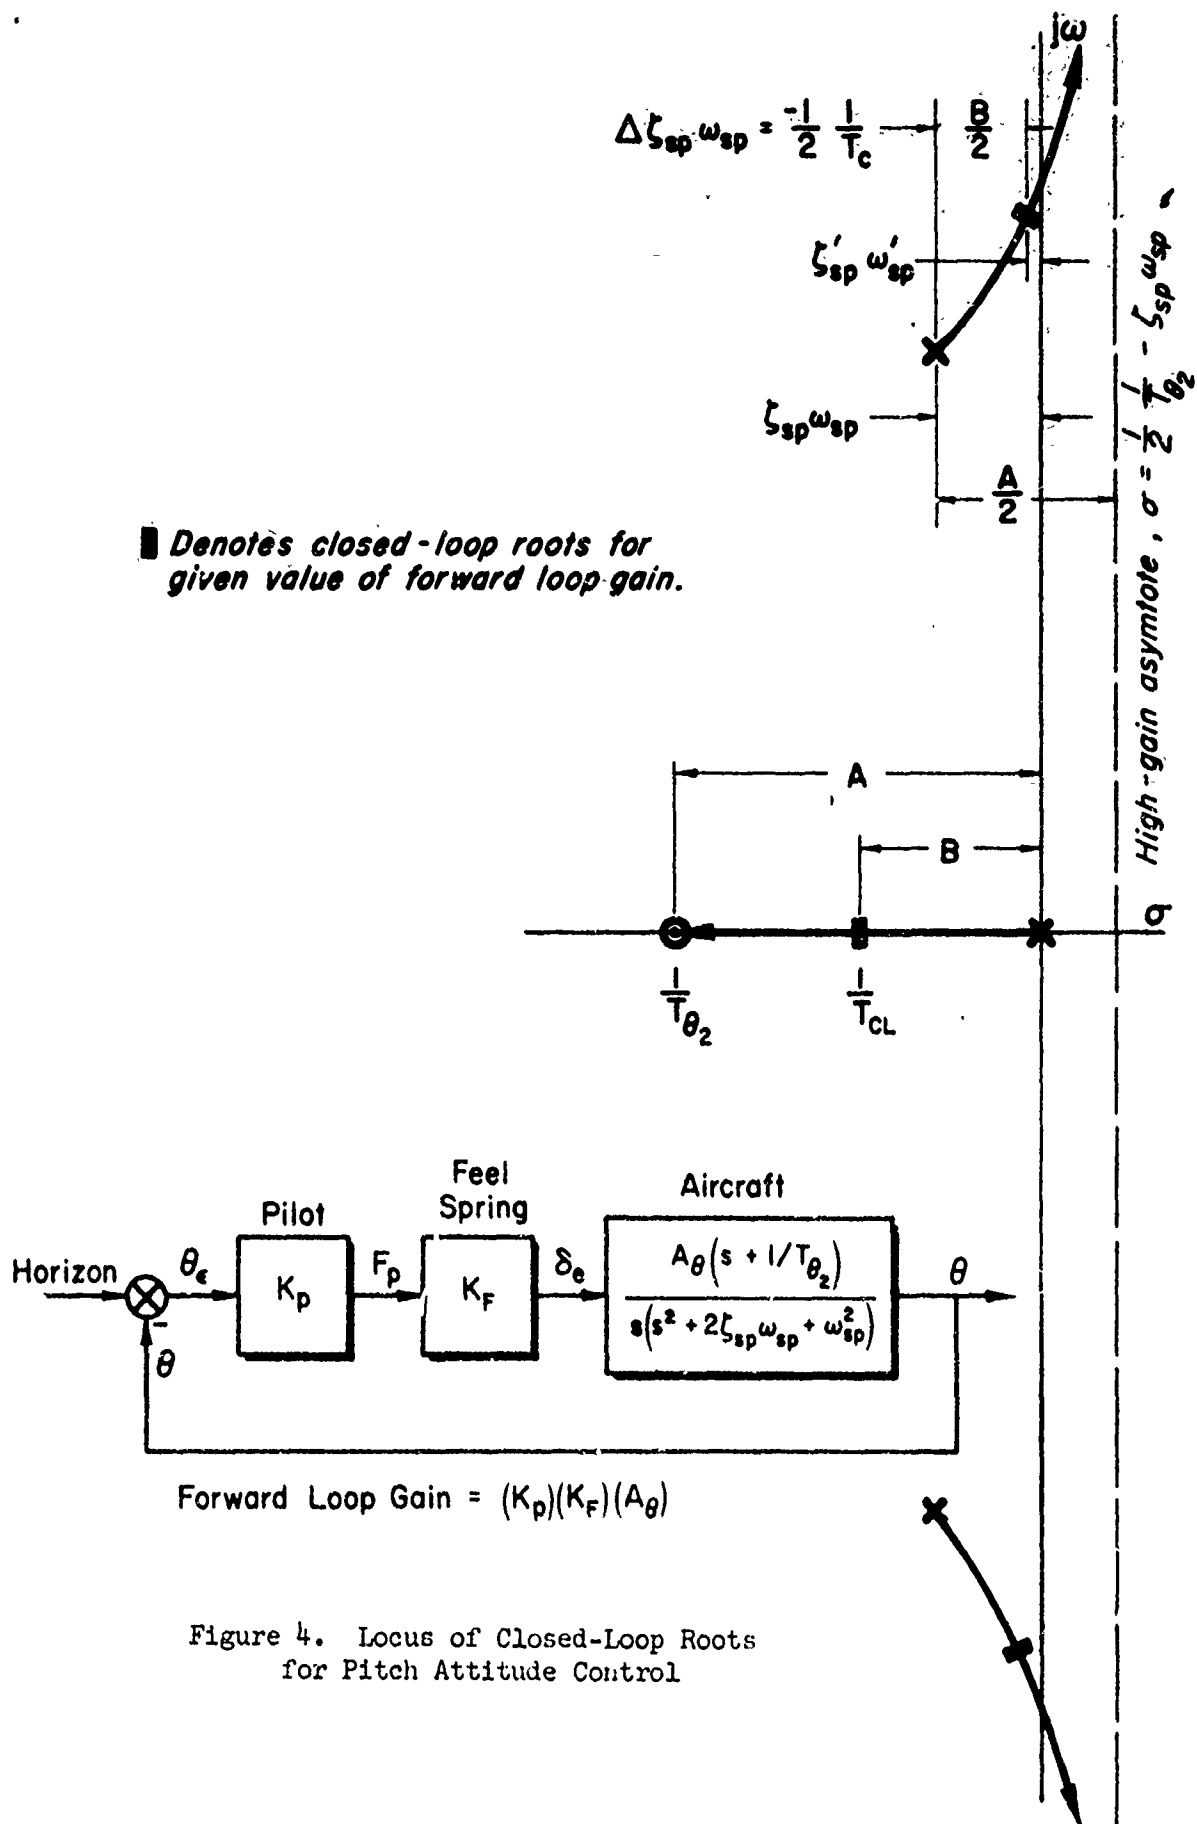 jω
Δζsp ωsp = -1/2 1/Tc
B/2
ζ'sp ω'sp
ζsp ωsp
A/2
High-gain asymtote, σ = 1/2 1/Tθ2 - ζsp ωsp
Denotes closed-loop roots for
given value of forward loop gain.
A
B
σ
1/Tθ2
1/TCL
Feel
Spring
Aircraft
Pilot
Horizon
θε
Kp
Fp
KF
δe
Aθ(s + 1/Tθ2)
s(s² + 2ζsp ωsp + ω²sp)
θ
-
θ
Forward Loop Gain = (Kp)(KF)(Aθ)
Figure 4. Locus of Closed-Loop Roots
for Pitch Attitude Control